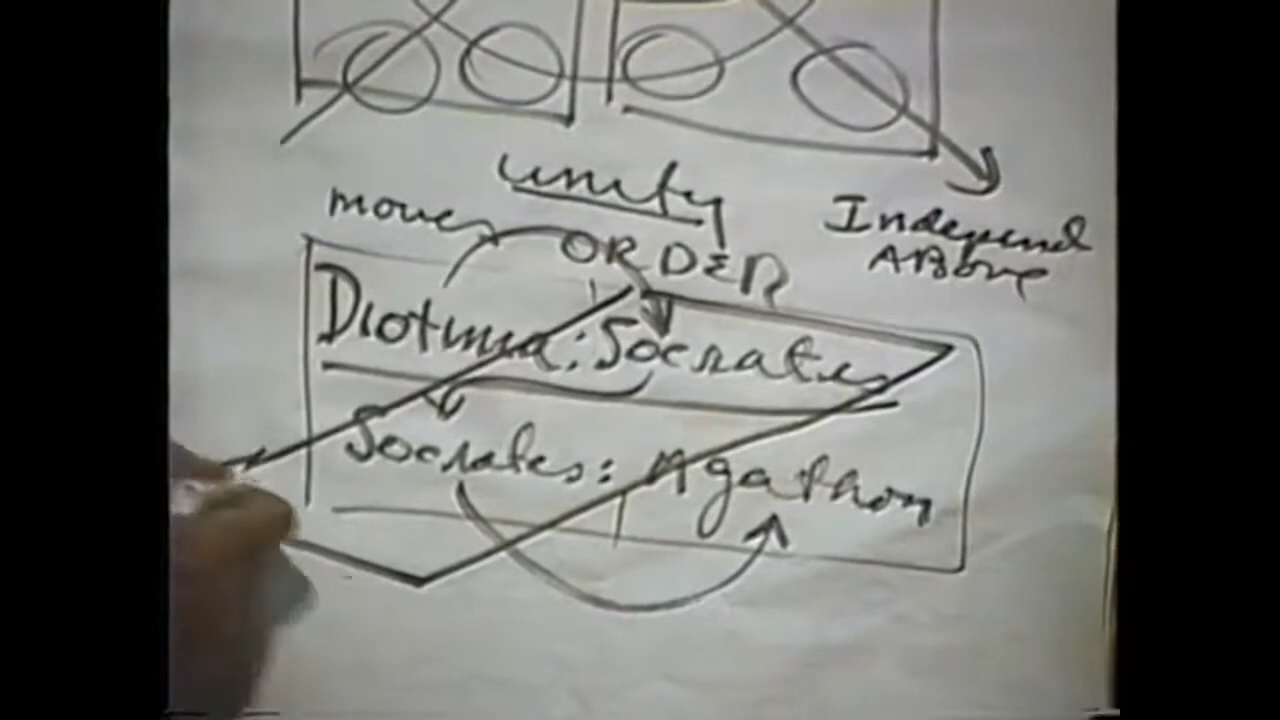 unity
moves
ORDER
Independ
Above
Diotima: Socrates
Socrates: Agathon